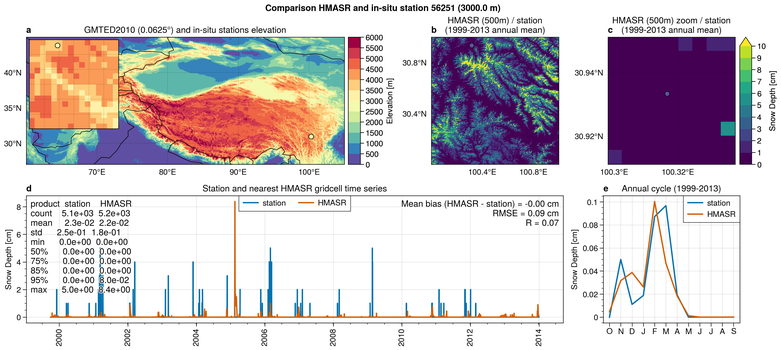 Comparison HMASR and in-situ station 56251 (3000.0 m)
a GMTED2010 (0.0625°) and in-situ stations elevation
40°N
35°N
30°N
70°E 80°E 90°E 100°E
6000
5500
5000
4500
4000
3500
3000
2500
2000
1500
1000
500
0
Elevation [m]
b HMASR (500m) / station
(1999-2013 annual mean)
30.8°N
30.4°N
100.4°E 100.8°E
c HMASR (500m) zoom / station
(1999-2013 annual mean)
30.94°N
30.92°N
100.3°E 100.32°E
10
9
8
7
6
5
4
3
2
1
0
Snow Depth [cm]
d Station and nearest HMASR gridcell time series
product station HMASR
count 5.1e+03 5.2e+03
mean 2.3e-02 2.2e-02
std 2.5e-01 1.8e-01
min 0.0e+00 0.0e+00
50% 0.0e+00 0.0e+00
75% 0.0e+00 0.0e+00
85% 0.0e+00
95% 0.0e+00
max 5.0e+00
station
HMASR
Mean bias (HMASR - station) = -0.00 cm
RMSE = 0.09 cm
R = 0.07
Snow Depth [cm]
8
6
4
2
0
2000 2002 2004 2006 2008 2010 2012 2014
e Annual cycle (1999-2013)
station
HMASR
Snow Depth [cm]
0.1
0.08
0.06
0.04
0.02
0
O N D J F M A M J J A S